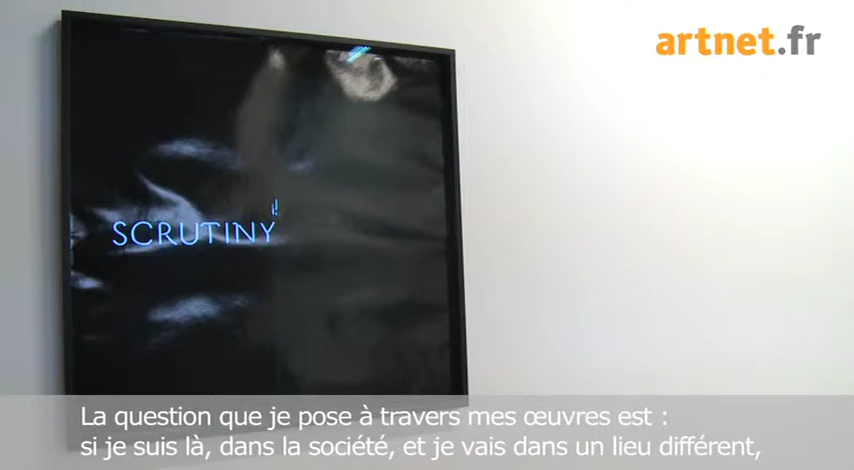 artnet.fr
SCRUTINY
La question que je pose à travers mes œuvres est :
si je suis là, dans la société, et je vais dans un lieu différent,